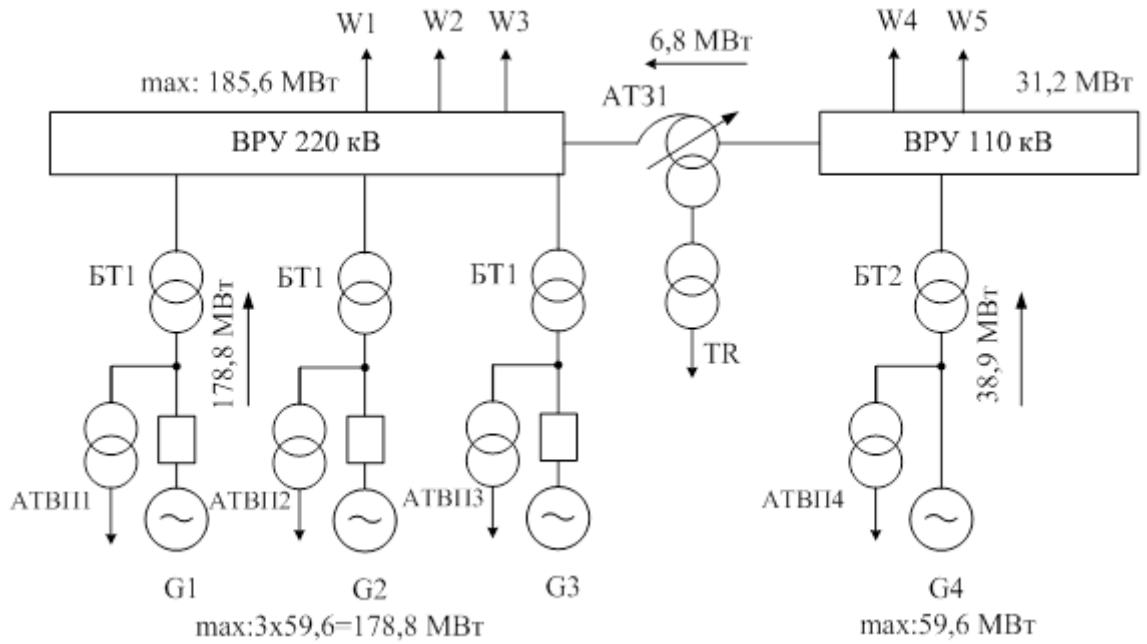 W1
W2
W3
W4
W5
6,8 МВт
max: 185,6 МВт
АТЗ1
31,2 МВт
ВРУ 220 кВ
ВРУ 110 кВ
БТ1
БТ1
БТ1
БТ2
178,8 МВт
38,9 МВт
TR
АТВП1
АТВП2
АТВП3
АТВП4
G1
G2
G3
G4
max:3x59,6=178,8 МВт
max:59,6 МВт